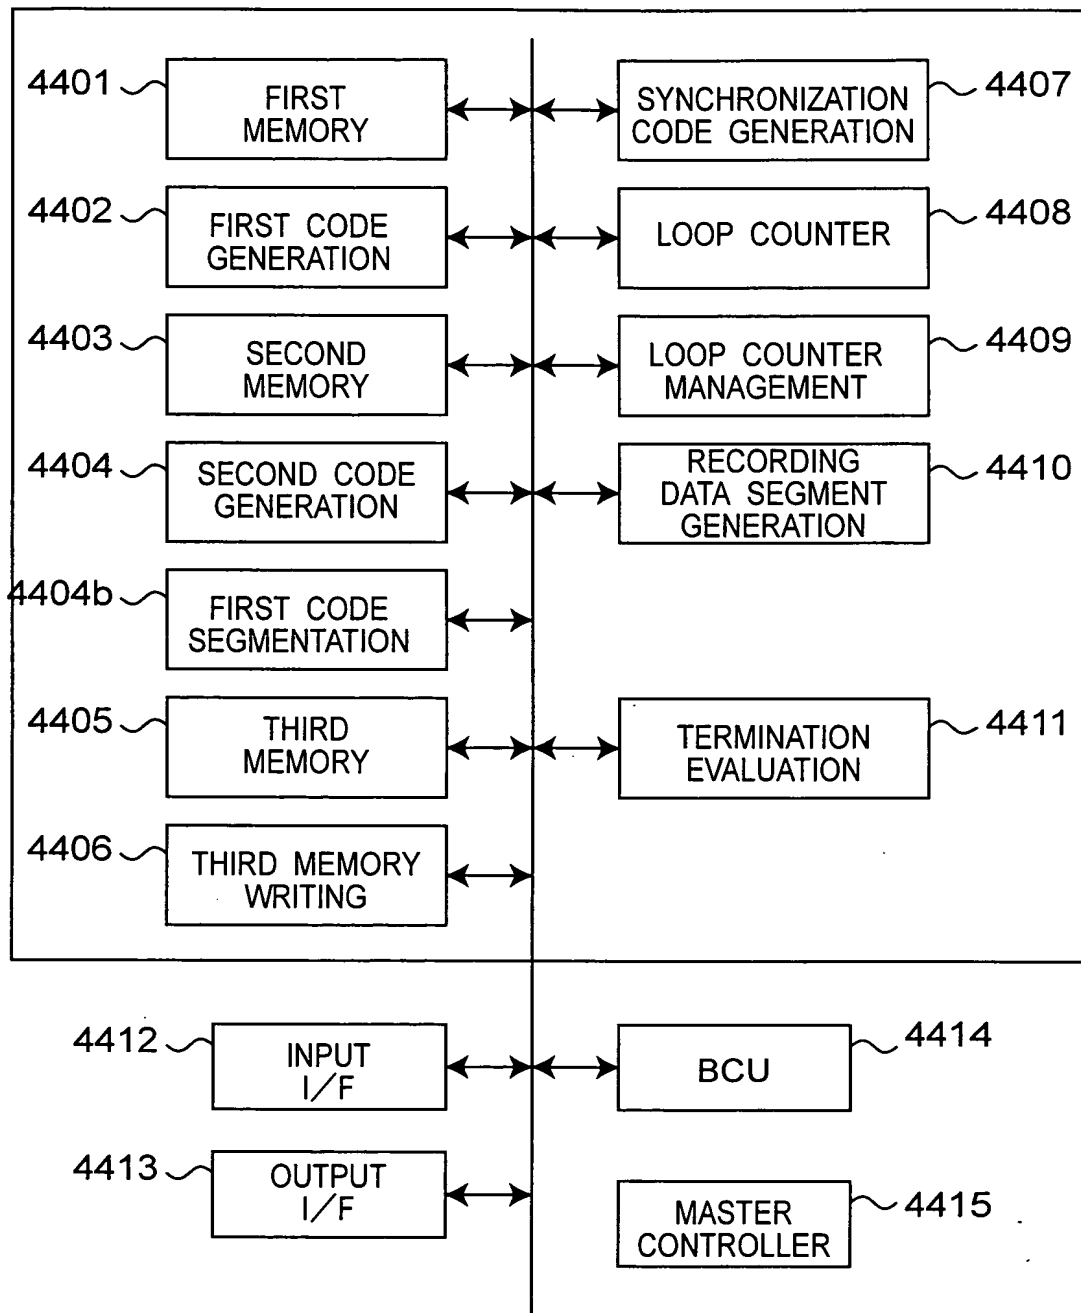 4401
FIRST
MEMORY
4407
SYNCHRONIZATION
CODE GENERATION
4402
FIRST CODE
GENERATION
4408
LOOP COUNTER
4403
SECOND
MEMORY
4409
LOOP COUNTER
MANAGEMENT
4404
SECOND CODE
GENERATION
4410
RECORDING
DATA SEGMENT
GENERATION
4404b
FIRST CODE
SEGMENTATION
4405
THIRD
MEMORY
4411
TERMINATION
EVALUATION
4406
THIRD MEMORY
WRITING
4412
INPUT
I/F
4414
BCU
4413
OUTPUT
I/F
4415
MASTER
CONTROLLER